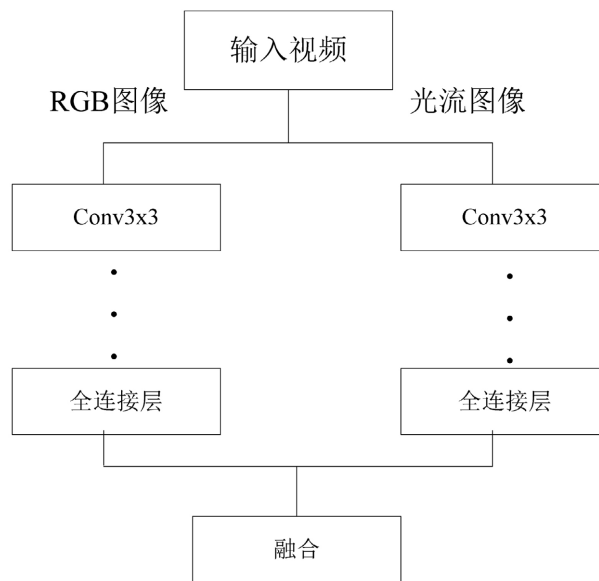 输入视频
RGB图像
光流图像
Conv3x3
Conv3x3
全连接层
全连接层
融合